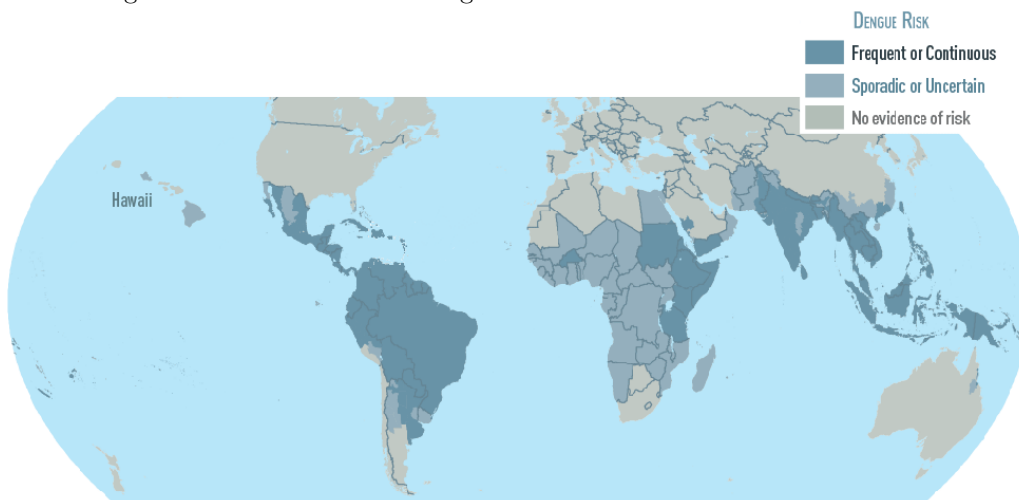 DENGUE RISK
Frequent or Continuous
Sporadic or Uncertain
No evidence of risk
Hawaii